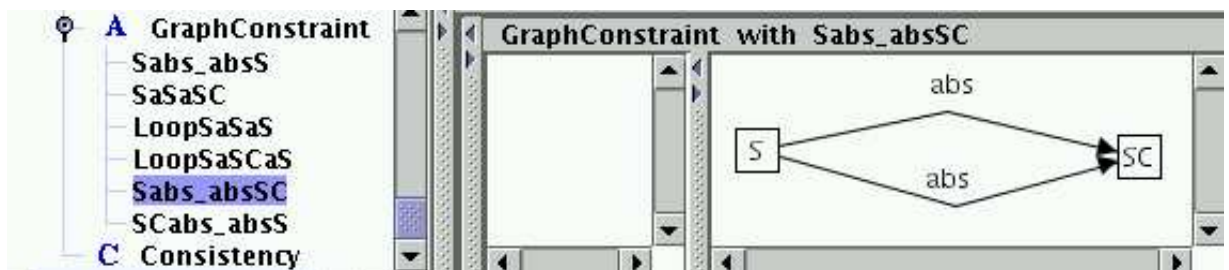 A GraphConstraint
Sabs_absS
SaSaSC
LoopSaSaS
LoopSaSCaS
Sabs_absSC
SCabs_absS
C Consistency
GraphConstraint with Sabs_absSC
abs
S
SC
abs